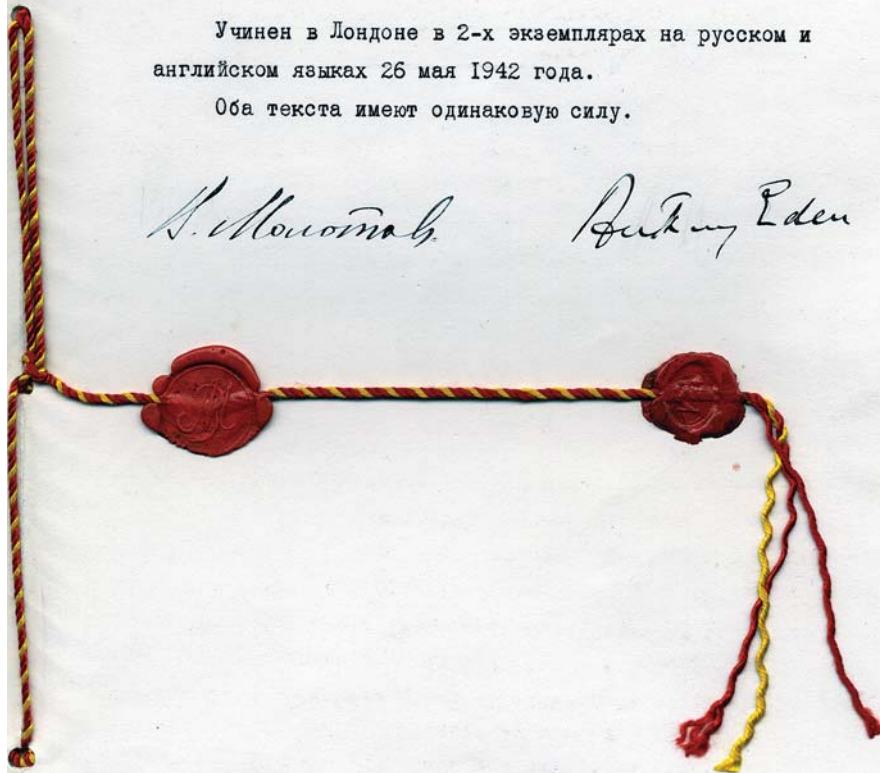 Учинен в Лондоне в 2-х экземплярах на русском и
английском языках 26 мая 1942 года.
Оба текста имеют одинаковую силу.
В. Молотов Anthony Eden